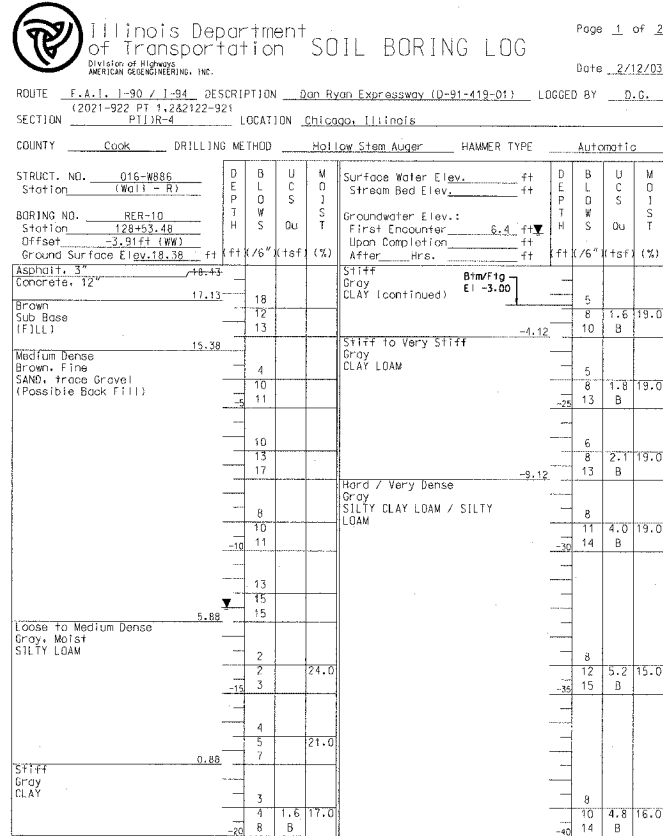 Illinois Department
of Transportation
Division of Highways
AMERICAN GEOENGINEERING, INC.
SOIL BORING LOG
Page 1 of 2
Date 2/12/03
ROUTE F.A.I. I-90 / I-94 DESCRIPTION Dan Ryan Expressway (D-91-419-01) LOGGED BY D.G.
(2021-922 PT 1,2&2122-921
SECTION PT1)R-4 LOCATION Chicago, Illinois
COUNTY Cook DRILLING METHOD Hollow Stem Auger HAMMER TYPE Automatic
STRUCT. NO. 016-W886
Station (Wall - R)
BORING NO. RER-10
Station 128+53.48
Offset -3.91ft (WW)
Ground Surface Elev.18.38 ft
DEPTH (ft)
BLOWS (/6")
UCS Qu (tsf)
MOIST (%)
Asphalt, 3" 18.13
Concrete, 12"
17.13
18
Brown 12
Sub Base 13
(FILL)
15.38
Medium Dense
Brown, Fine 4
SAND, trace Gravel 10
(Possible Back Fill) -5 11
10
13
17
8
10
-10 11
13
15
5.88 15
Loose to Medium Dense
Gray, Moist
SILTY LOAM 2
2 24.0
-15 3
4
5 21.0
0.88 7
Stiff
Gray
CLAY 3
4 1.6 17.0
-20 8 B
Surface Water Elev. ft
Stream Bed Elev. ft
Groundwater Elev.:
First Encounter 6.4 ft
Upon Completion ft
After Hrs. ft
DEPTH (ft)
BLOWS (/6")
UCS Qu (tsf)
MOIST (%)
Stiff
Gray Btm/Ftg
CLAY (continued) El -3.00
5
8 1.6 19.0
-4.12 10 B
Stiff to Very Stiff
Gray
CLAY LOAM 5
8 1.8 19.0
-25 13 B
6
8 2.1 19.0
-9.12 13 B
Hard / Very Dense
Gray
SILTY CLAY LOAM / SILTY 8
LOAM 11 4.0 19.0
-30 14 B
8
12 5.2 15.0
-35 15 B
8
10 4.8 16.0
-40 14 B